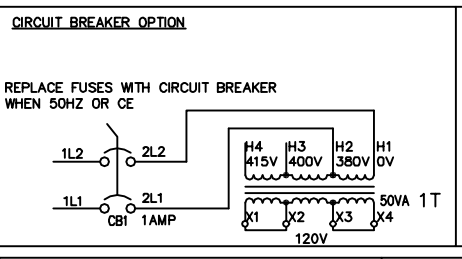 CIRCUIT BREAKER OPTION
REPLACE FUSES WITH CIRCUIT BREAKER
WHEN 50HZ OR CE
1L2 2L2
H4 H3 H2 H1
415V 400V 380V 0V
1L1 2L1
CB1 1AMP
50VA 1T
X1 X2 X3 X4
120V